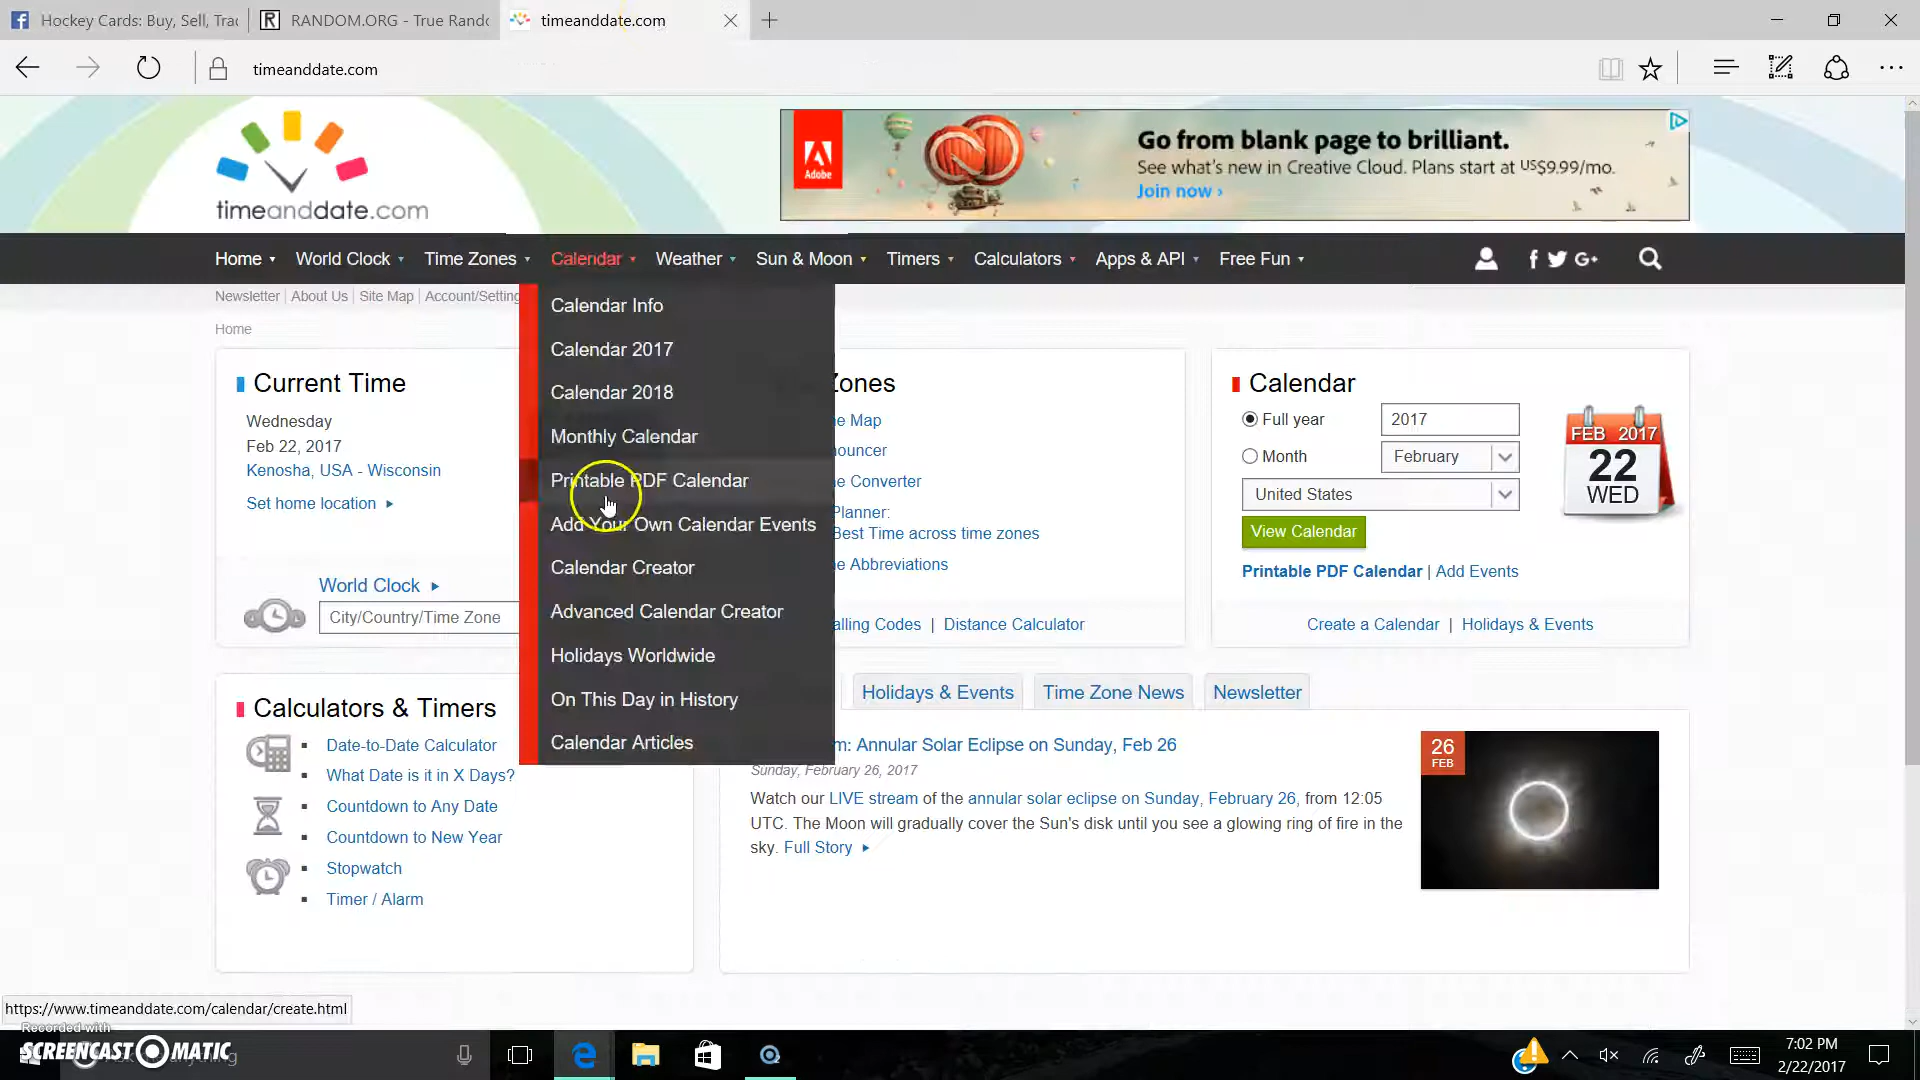 Hockey Cards: Buy, Sell, Trac
RANDOM.ORG - True Rando
timeanddate.com
timeanddate.com
timeanddate.com
Adobe
Go from blank page to brilliant.
See what's new in Creative Cloud. Plans start at US$9.99/mo.
Join now ›
Home World Clock Time Zones Calendar Weather Sun & Moon Timers Calculators Apps & API Free Fun
Newsletter | About Us | Site Map | Account/Setting
Home
Calendar Info
Calendar 2017
Calendar 2018
Monthly Calendar
Printable PDF Calendar
Add Your Own Calendar Events
Calendar Creator
Advanced Calendar Creator
Holidays Worldwide
On This Day in History
Calendar Articles
Current Time
Wednesday
Feb 22, 2017
Kenosha, USA - Wisconsin
Set home location
World Clock
City/Country/Time Zone
Zones
e Map
nouncer
e Converter
Planner:
Best Time across time zones
e Abbreviations
alling Codes | Distance Calculator
Calendar
Full year 2017
Month February
United States
View Calendar
Printable PDF Calendar | Add Events
FEB 2017
22
WED
Create a Calendar | Holidays & Events
Calculators & Timers
Date-to-Date Calculator
What Date is it in X Days?
Countdown to Any Date
Countdown to New Year
Stopwatch
Timer / Alarm
Holidays & Events Time Zone News Newsletter
m: Annular Solar Eclipse on Sunday, Feb 26
Sunday, February 26, 2017
Watch our LIVE stream of the annular solar eclipse on Sunday, February 26, from 12:05
UTC. The Moon will gradually cover the Sun's disk until you see a glowing ring of fire in the
sky. Full Story
26
FEB
https://www.timeanddate.com/calendar/create.html
Recorded with
SCREENCAST MATIC
7:02 PM
2/22/2017